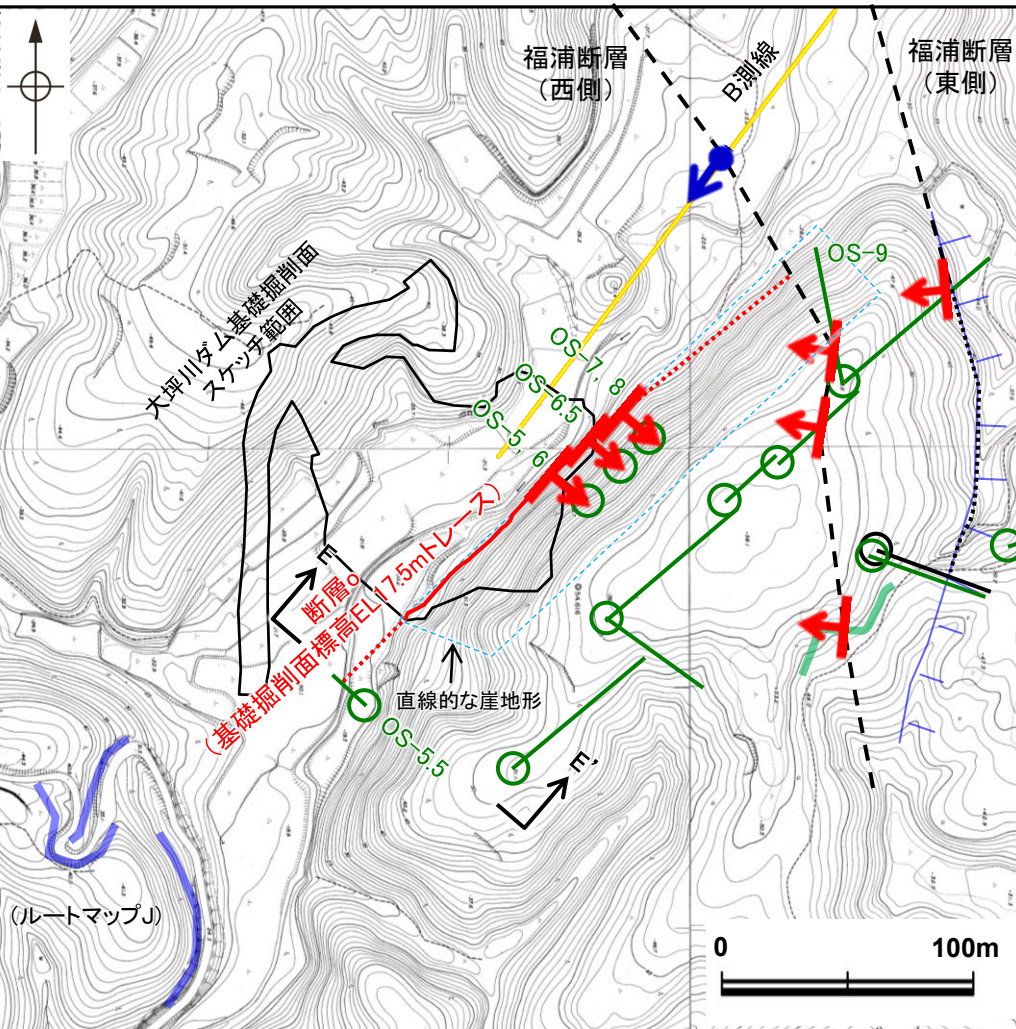 福浦断層
（西側）
B測線
福浦断層
（東側）
OS-9
大坪川ダム基礎掘削面
スケッチ範囲
OS-7, 8
OS-6.5
OS-5, 6
E
断層o
（基礎掘削面標高EL17.5mトレース）
直線的な崖地形
OS-5.5
E'
(ルートマップJ)
0
100m